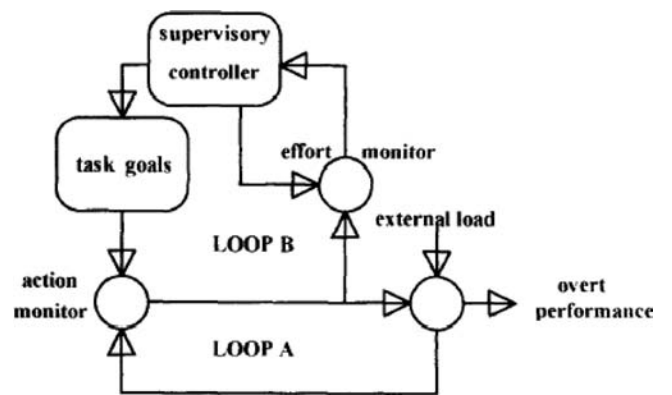 supervisory
controller
task goals
effort monitor
external load
LOOP B
action
monitor
overt
performance
LOOP A